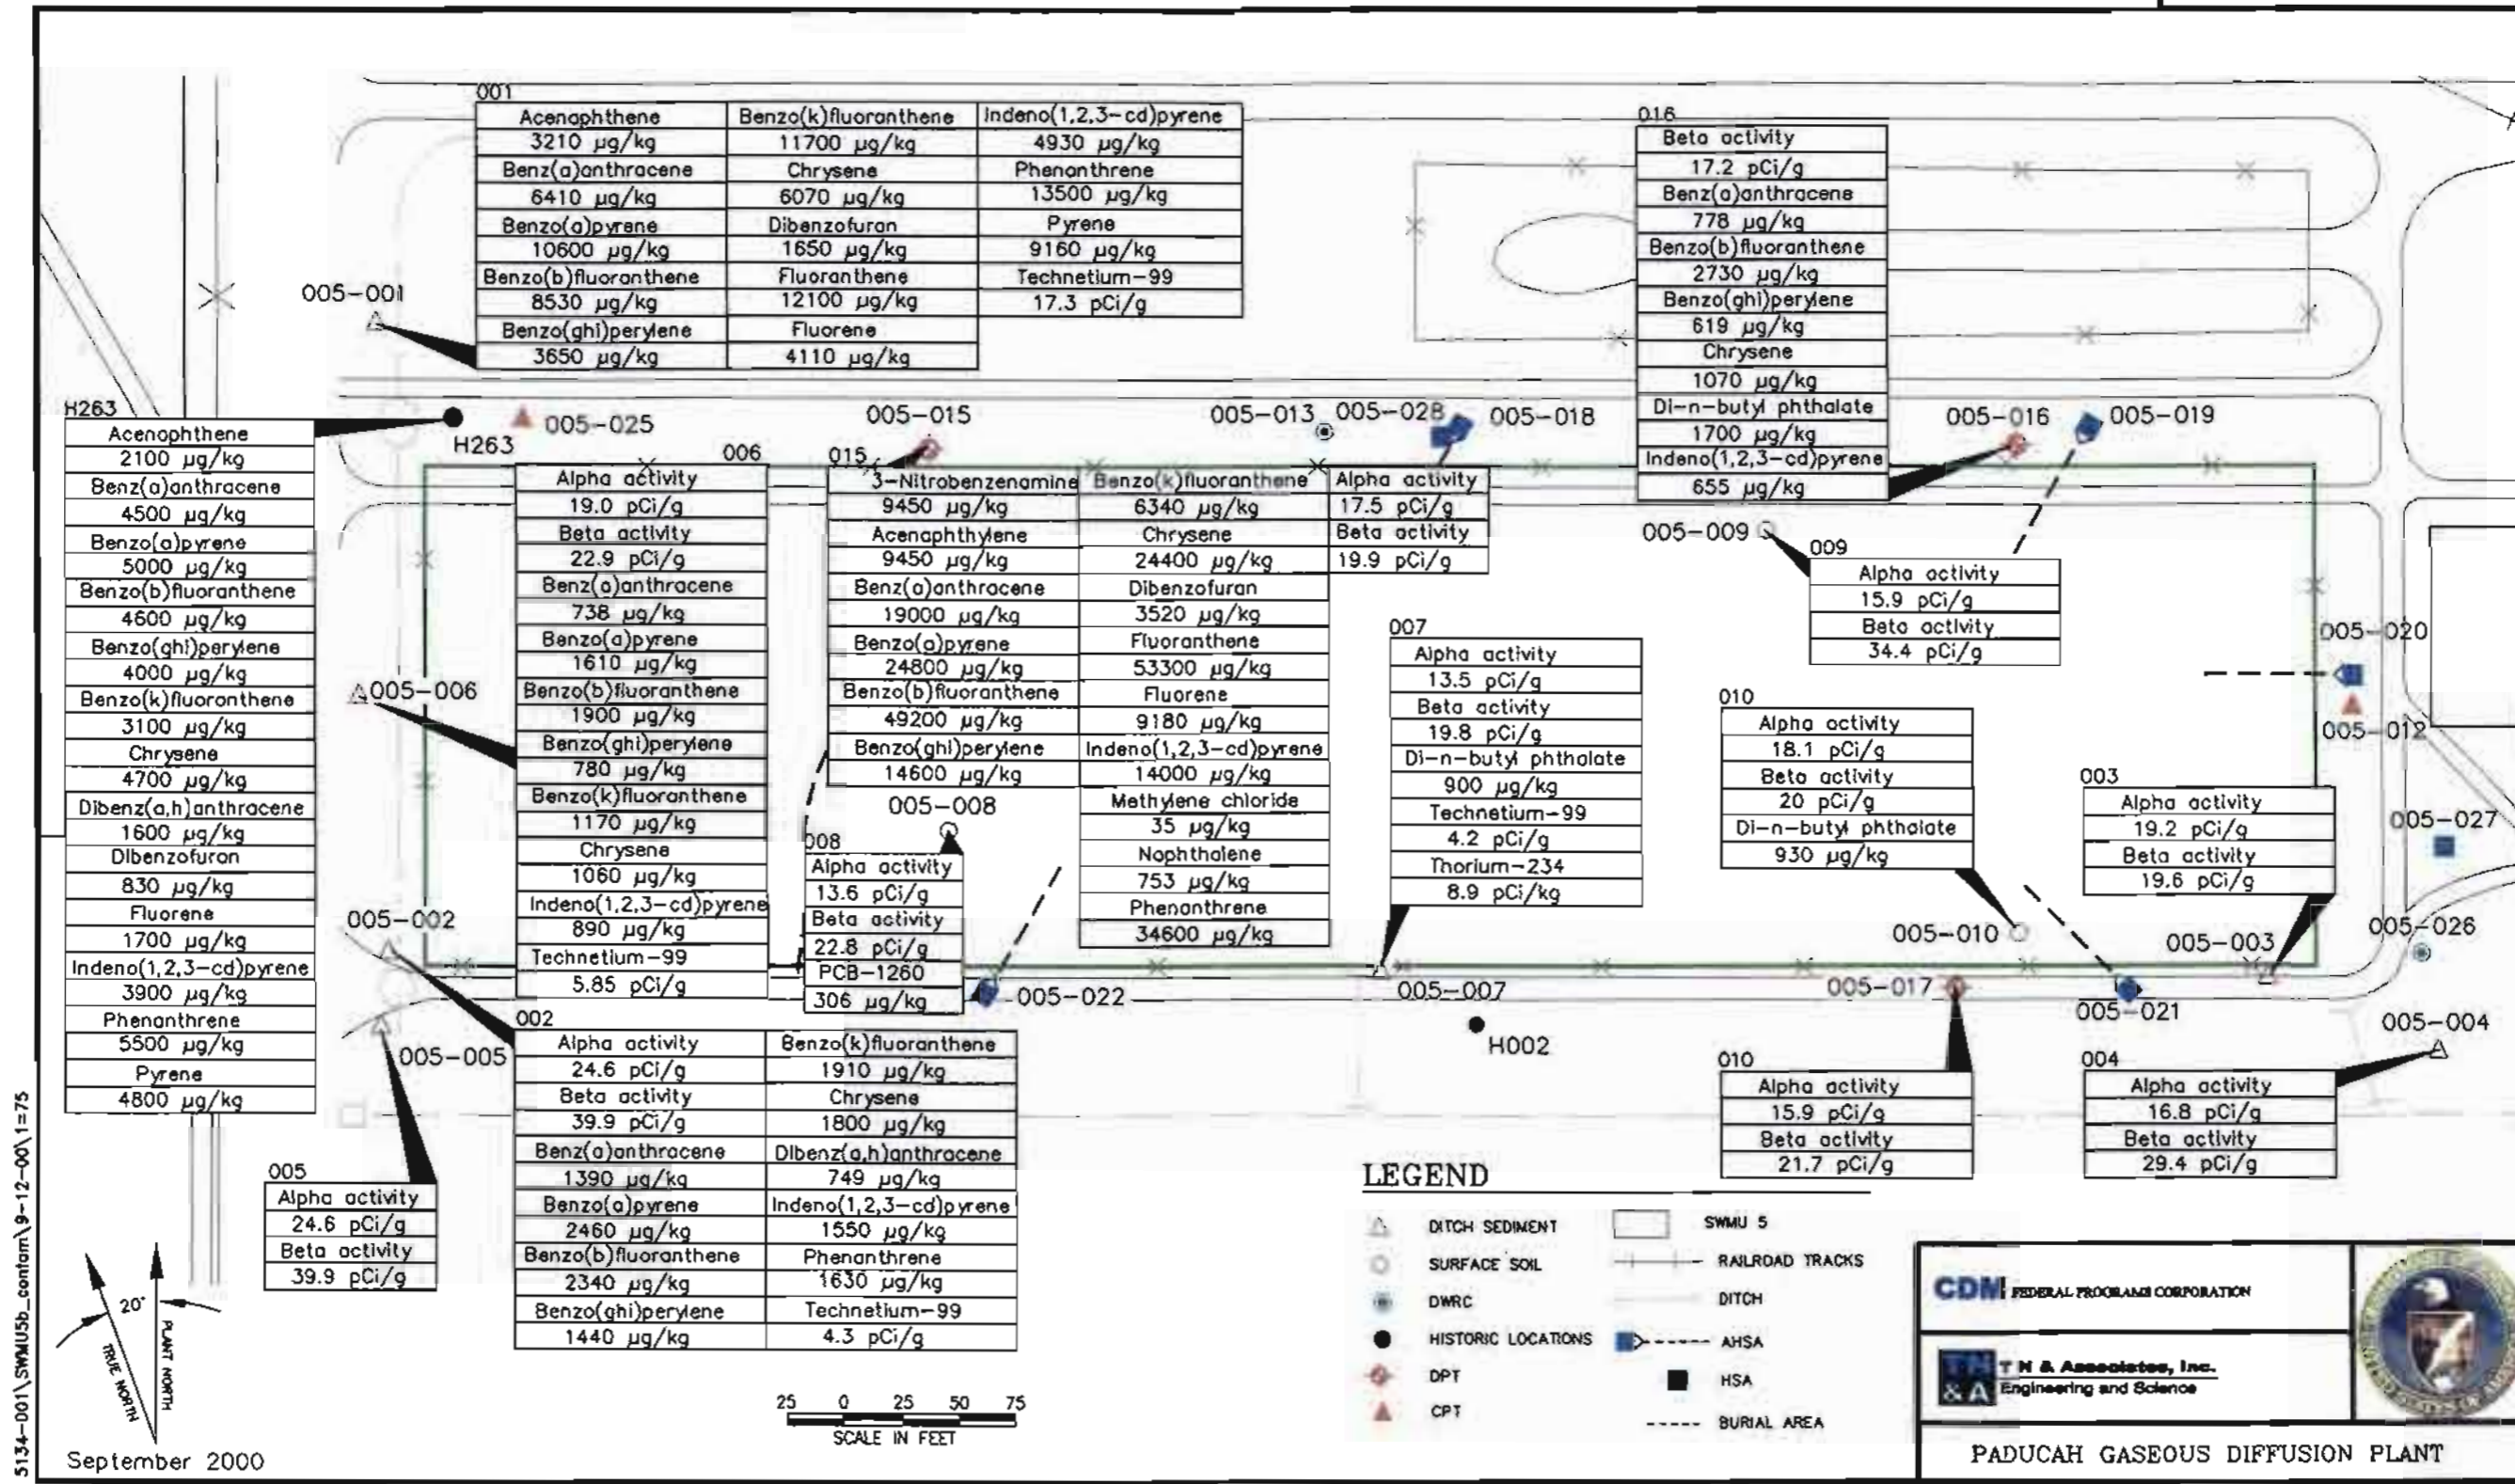 001
Acenaphthene
3210 µg/kg
Benz(a)anthracene
6410 µg/kg
Benzo(a)pyrene
10600 µg/kg
Benzo(b)fluoranthene
8530 µg/kg
Benzo(ghi)perylene
3650 µg/kg
Benzo(k)fluoranthene
11700 µg/kg
Chrysene
6070 µg/kg
Dibenzofuran
1650 µg/kg
Fluoranthene
12100 µg/kg
Fluorene
4110 µg/kg
Indeno(1,2,3-cd)pyrene
4930 µg/kg
Phenanthrene
13500 µg/kg
Pyrene
9160 µg/kg
Technetium-99
17.3 pCi/g
016
Beta activity
17.2 pCi/g
Benz(a)anthracene
778 µg/kg
Benzo(b)fluoranthene
2730 µg/kg
Benzo(ghi)perylene
619 µg/kg
Chrysene
1070 µg/kg
Di-n-butyl phthalate
1700 µg/kg
Indeno(1,2,3-cd)pyrene
655 µg/kg
005-001
H263
Acenaphthene
2100 µg/kg
Benz(a)anthracene
4500 µg/kg
Benzo(a)pyrene
5000 µg/kg
Benzo(b)fluoranthene
4600 µg/kg
Benzo(ghi)perylene
4000 µg/kg
Benzo(k)fluoranthene
3100 µg/kg
Chrysene
4700 µg/kg
Dibenz(a,h)anthracene
1600 µg/kg
Dibenzofuran
830 µg/kg
Fluorene
1700 µg/kg
Indeno(1,2,3-cd)pyrene
3900 µg/kg
Phenanthrene
5500 µg/kg
Pyrene
4800 µg/kg
H263
005-025
005-015
005-013
005-028
005-018
005-016
005-019
006
Alpha activity
19.0 pCi/g
Beta activity
22.9 pCi/g
Benz(a)anthracene
738 µg/kg
Benzo(a)pyrene
1610 µg/kg
Benzo(b)fluoranthene
1900 µg/kg
Benzo(ghi)perylene
780 µg/kg
Benzo(k)fluoranthene
1170 µg/kg
Chrysene
1060 µg/kg
Indeno(1,2,3-cd)pyrene
890 µg/kg
Technetium-99
5.85 pCi/g
015
3-Nitrobenzenamine
9450 µg/kg
Acenaphthylene
9450 µg/kg
Benz(a)anthracene
19000 µg/kg
Benzo(a)pyrene
24800 µg/kg
Benzo(b)fluoranthene
49200 µg/kg
Benzo(ghi)perylene
14600 µg/kg
Benzo(k)fluoranthene
6340 µg/kg
Chrysene
24400 µg/kg
Dibenzofuran
3520 µg/kg
Fluoranthene
53300 µg/kg
Fluorene
9180 µg/kg
Indeno(1,2,3-cd)pyrene
14000 µg/kg
Methylene chloride
35 µg/kg
Naphthalene
753 µg/kg
Phenanthrene
34600 µg/kg
Alpha activity
17.5 pCi/g
Beta activity
19.9 pCi/g
005-009
009
Alpha activity
15.9 pCi/g
Beta activity
34.4 pCi/g
007
Alpha activity
13.5 pCi/g
Beta activity
19.8 pCi/g
Di-n-butyl phthalate
900 µg/kg
Technetium-99
4.2 pCi/g
Thorium-234
8.9 pCi/kg
005-020
005-012
005-006
010
Alpha activity
18.1 pCi/g
Beta activity
20 pCi/g
Di-n-butyl phthalate
930 µg/kg
003
Alpha activity
19.2 pCi/g
Beta activity
19.6 pCi/g
005-027
005-008
008
Alpha activity
13.6 pCi/g
Beta activity
22.8 pCi/g
PCB-1260
306 µg/kg
005-002
005-010
005-003
005-026
005-022
005-007
005-017
005-021
005-004
H002
005-005
002
Alpha activity
24.6 pCi/g
Beta activity
39.9 pCi/g
Benz(a)anthracene
1390 µg/kg
Benzo(a)pyrene
2460 µg/kg
Benzo(b)fluoranthene
2340 µg/kg
Benzo(ghi)perylene
1440 µg/kg
Benzo(k)fluoranthene
1910 µg/kg
Chrysene
1800 µg/kg
Dibenz(a,h)anthracene
749 µg/kg
Indeno(1,2,3-cd)pyrene
1550 µg/kg
Phenanthrene
1630 µg/kg
Technetium-99
4.3 pCi/g
010
Alpha activity
15.9 pCi/g
Beta activity
21.7 pCi/g
004
Alpha activity
16.8 pCi/g
Beta activity
29.4 pCi/g
005
Alpha activity
24.6 pCi/g
Beta activity
39.9 pCi/g
LEGEND
DITCH SEDIMENT
SURFACE SOIL
DWRC
HISTORIC LOCATIONS
DPT
CPT
SWMU 5
RAILROAD TRACKS
DITCH
AHSA
HSA
BURIAL AREA
20°
TRUE NORTH
PLANT NORTH
25 0 25 50 75
SCALE IN FEET
September 2000
5134-001\SWMU5b_contam\9-12-00\1=75
CDM FEDERAL PROGRAMS CORPORATION
TN & A
T N & Associates, Inc.
Engineering and Science
PADUCAH GASEOUS DIFFUSION PLANT